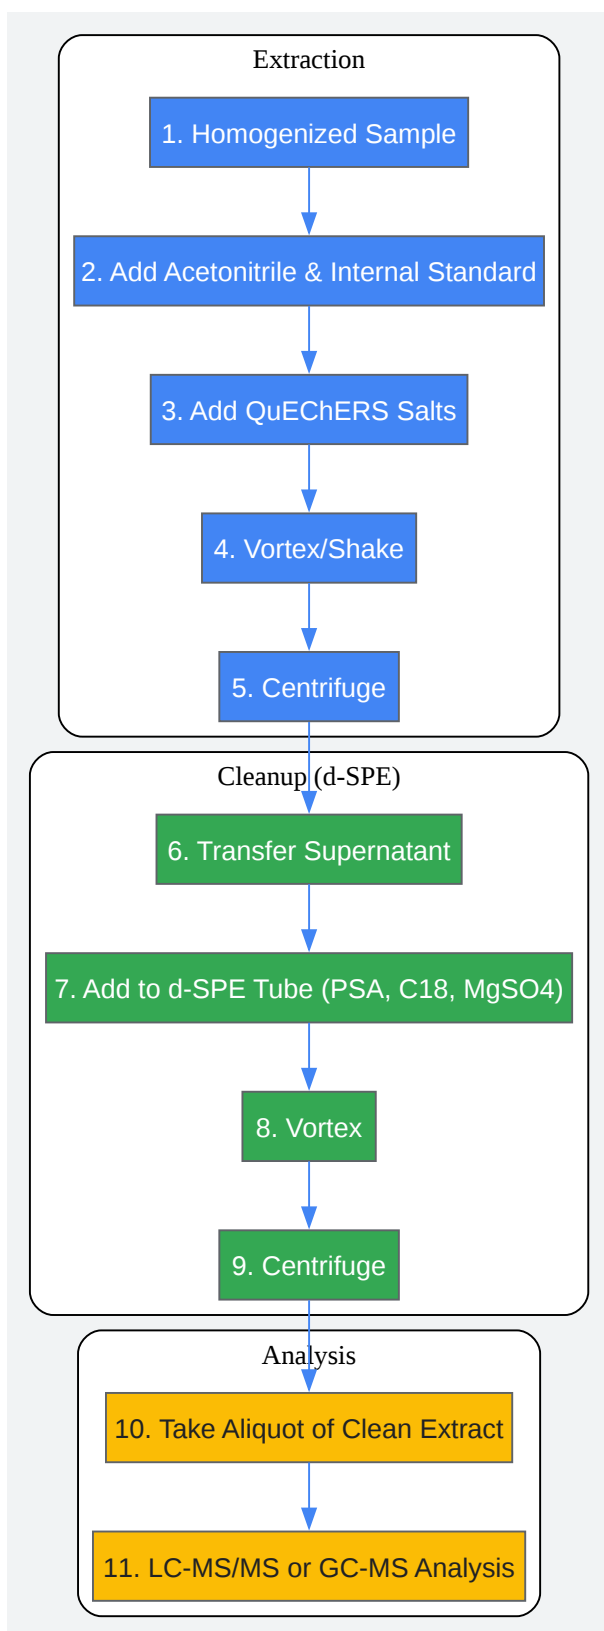 Extraction
1. Homogenized Sample
2. Add Acetonitrile & Internal Standard
3. Add QuEChERS Salts
4. Vortex/Shake
5. Centrifuge
Cleanup (d-SPE)
6. Transfer Supernatant
7. Add to d-SPE Tube (PSA, C18, MgSO4)
8. Vortex
9. Centrifuge
Analysis
10. Take Aliquot of Clean Extract
11. LC-MS/MS or GC-MS Analysis